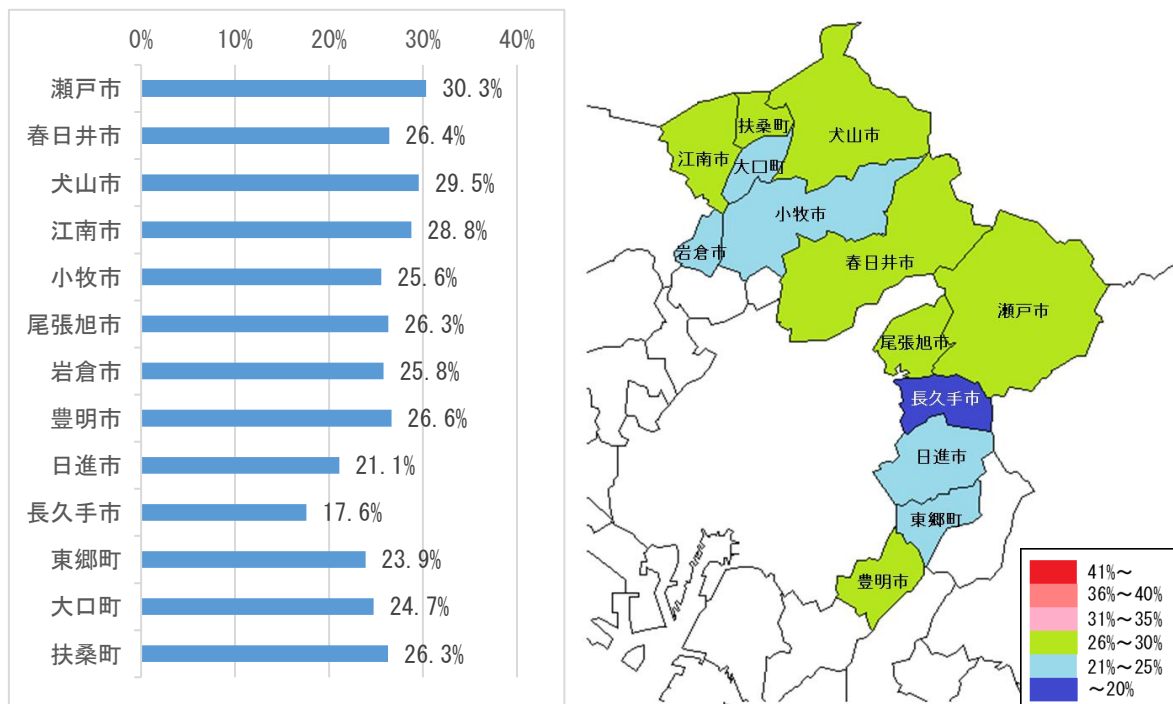 0% 10% 20% 30% 40%
瀬戸市 30.3%
春日井市 26.4%
犬山市 29.5%
江南市 28.8%
小牧市 25.6%
尾張旭市 26.3%
岩倉市 25.8%
豊明市 26.6%
日進市 21.1%
長久手市 17.6%
東郷町 23.9%
大口町 24.7%
扶桑町 26.3%
扶桑町
犬山市
江南市
大口町
小牧市
岩倉市
春日井市
瀬戸市
尾張旭市
長久手市
日進市
東郷町
豊明市
41%～
36%～40%
31%～35%
26%～30%
21%～25%
～20%